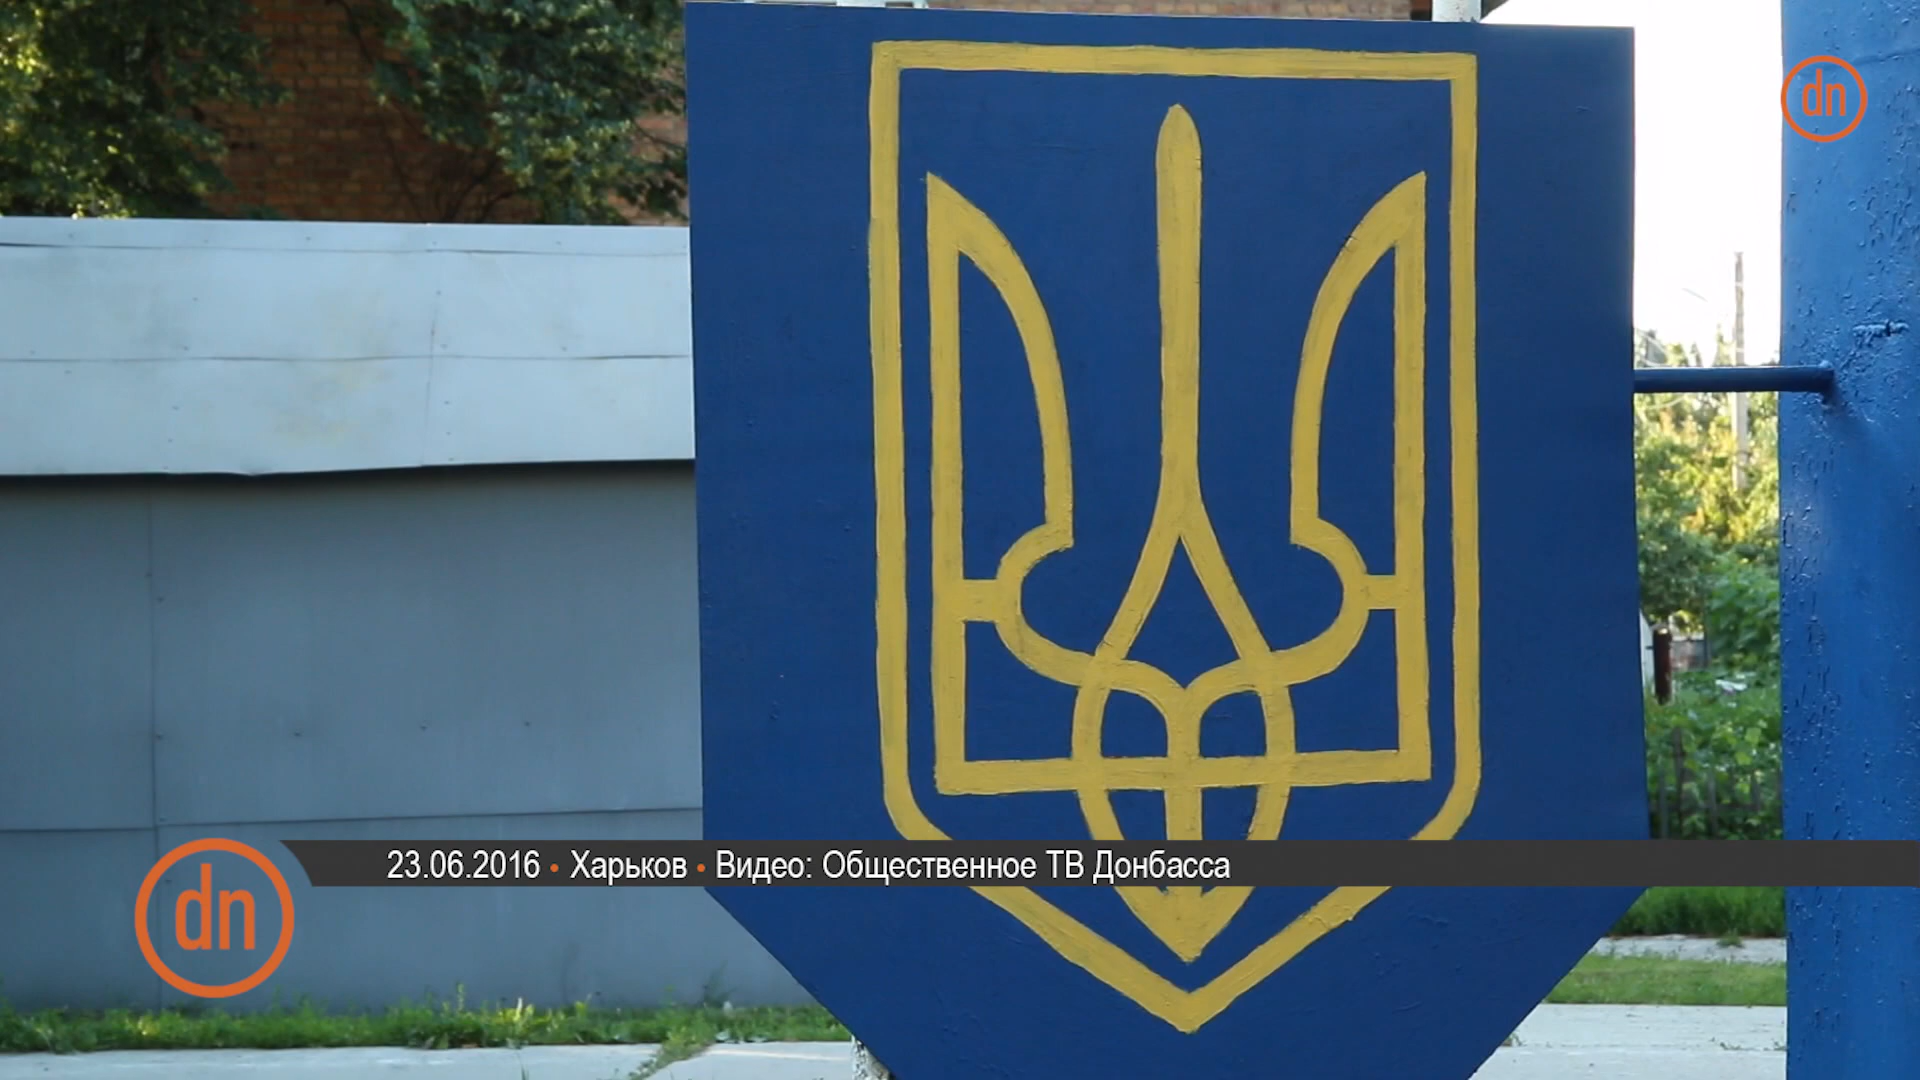 dn
23.06.2016 • Харьков • Видео: Общественное ТВ Донбасса
dn